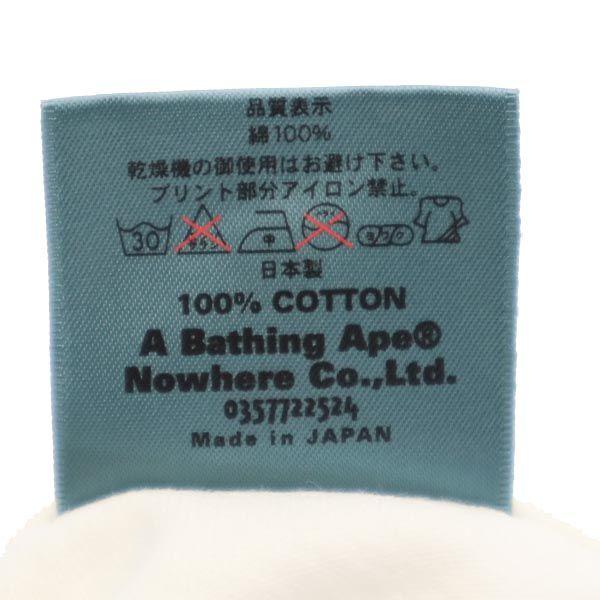 品質表示
綿100%
乾燥機の御使用はお避け下さい。
プリント部分アイロン禁止。
30 中
日本製
100% COTTON
A Bathing Ape®
Nowhere Co.,Ltd.
0357722524
Made in JAPAN